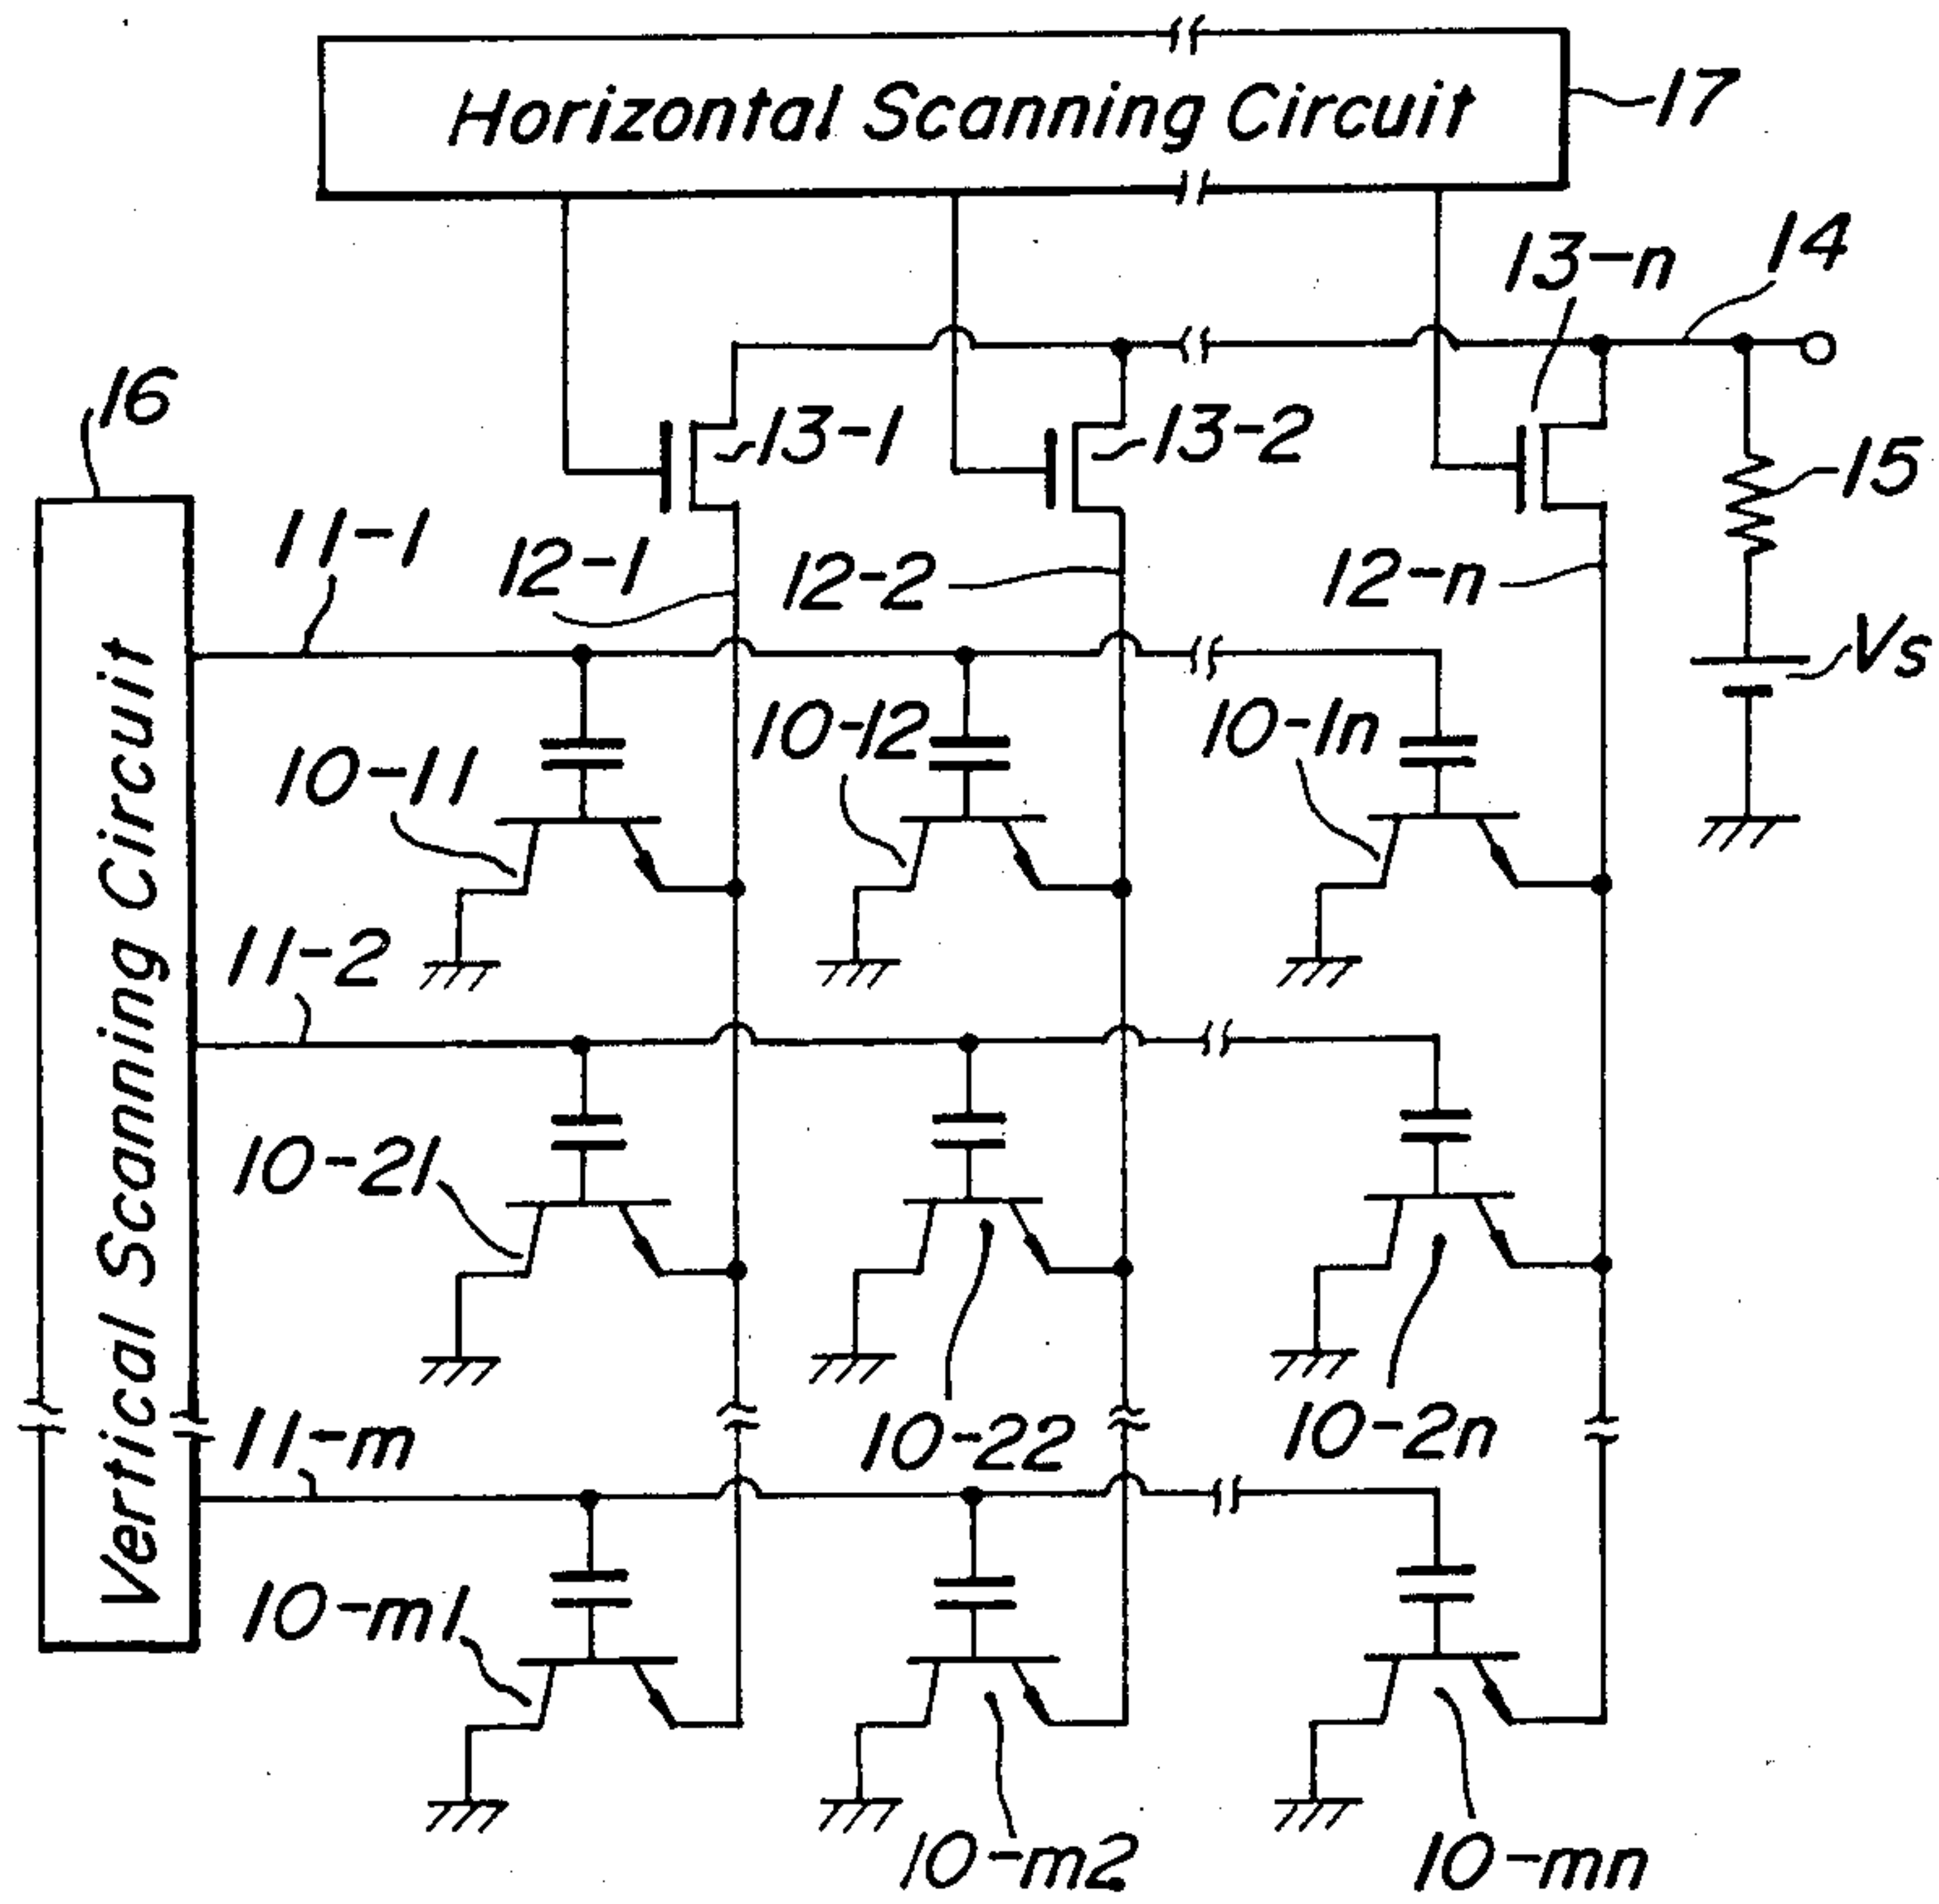 Horizontal Scanning Circuit
17
13-n
14
16
13-1
13-2
15
11-1
12-1
12-2
12-n
Vs
Vertical Scanning Circuit
10-11
10-12
10-1n
11-2
10-21
10-22
10-2n
11-m
10-m1
10-m2
10-mn